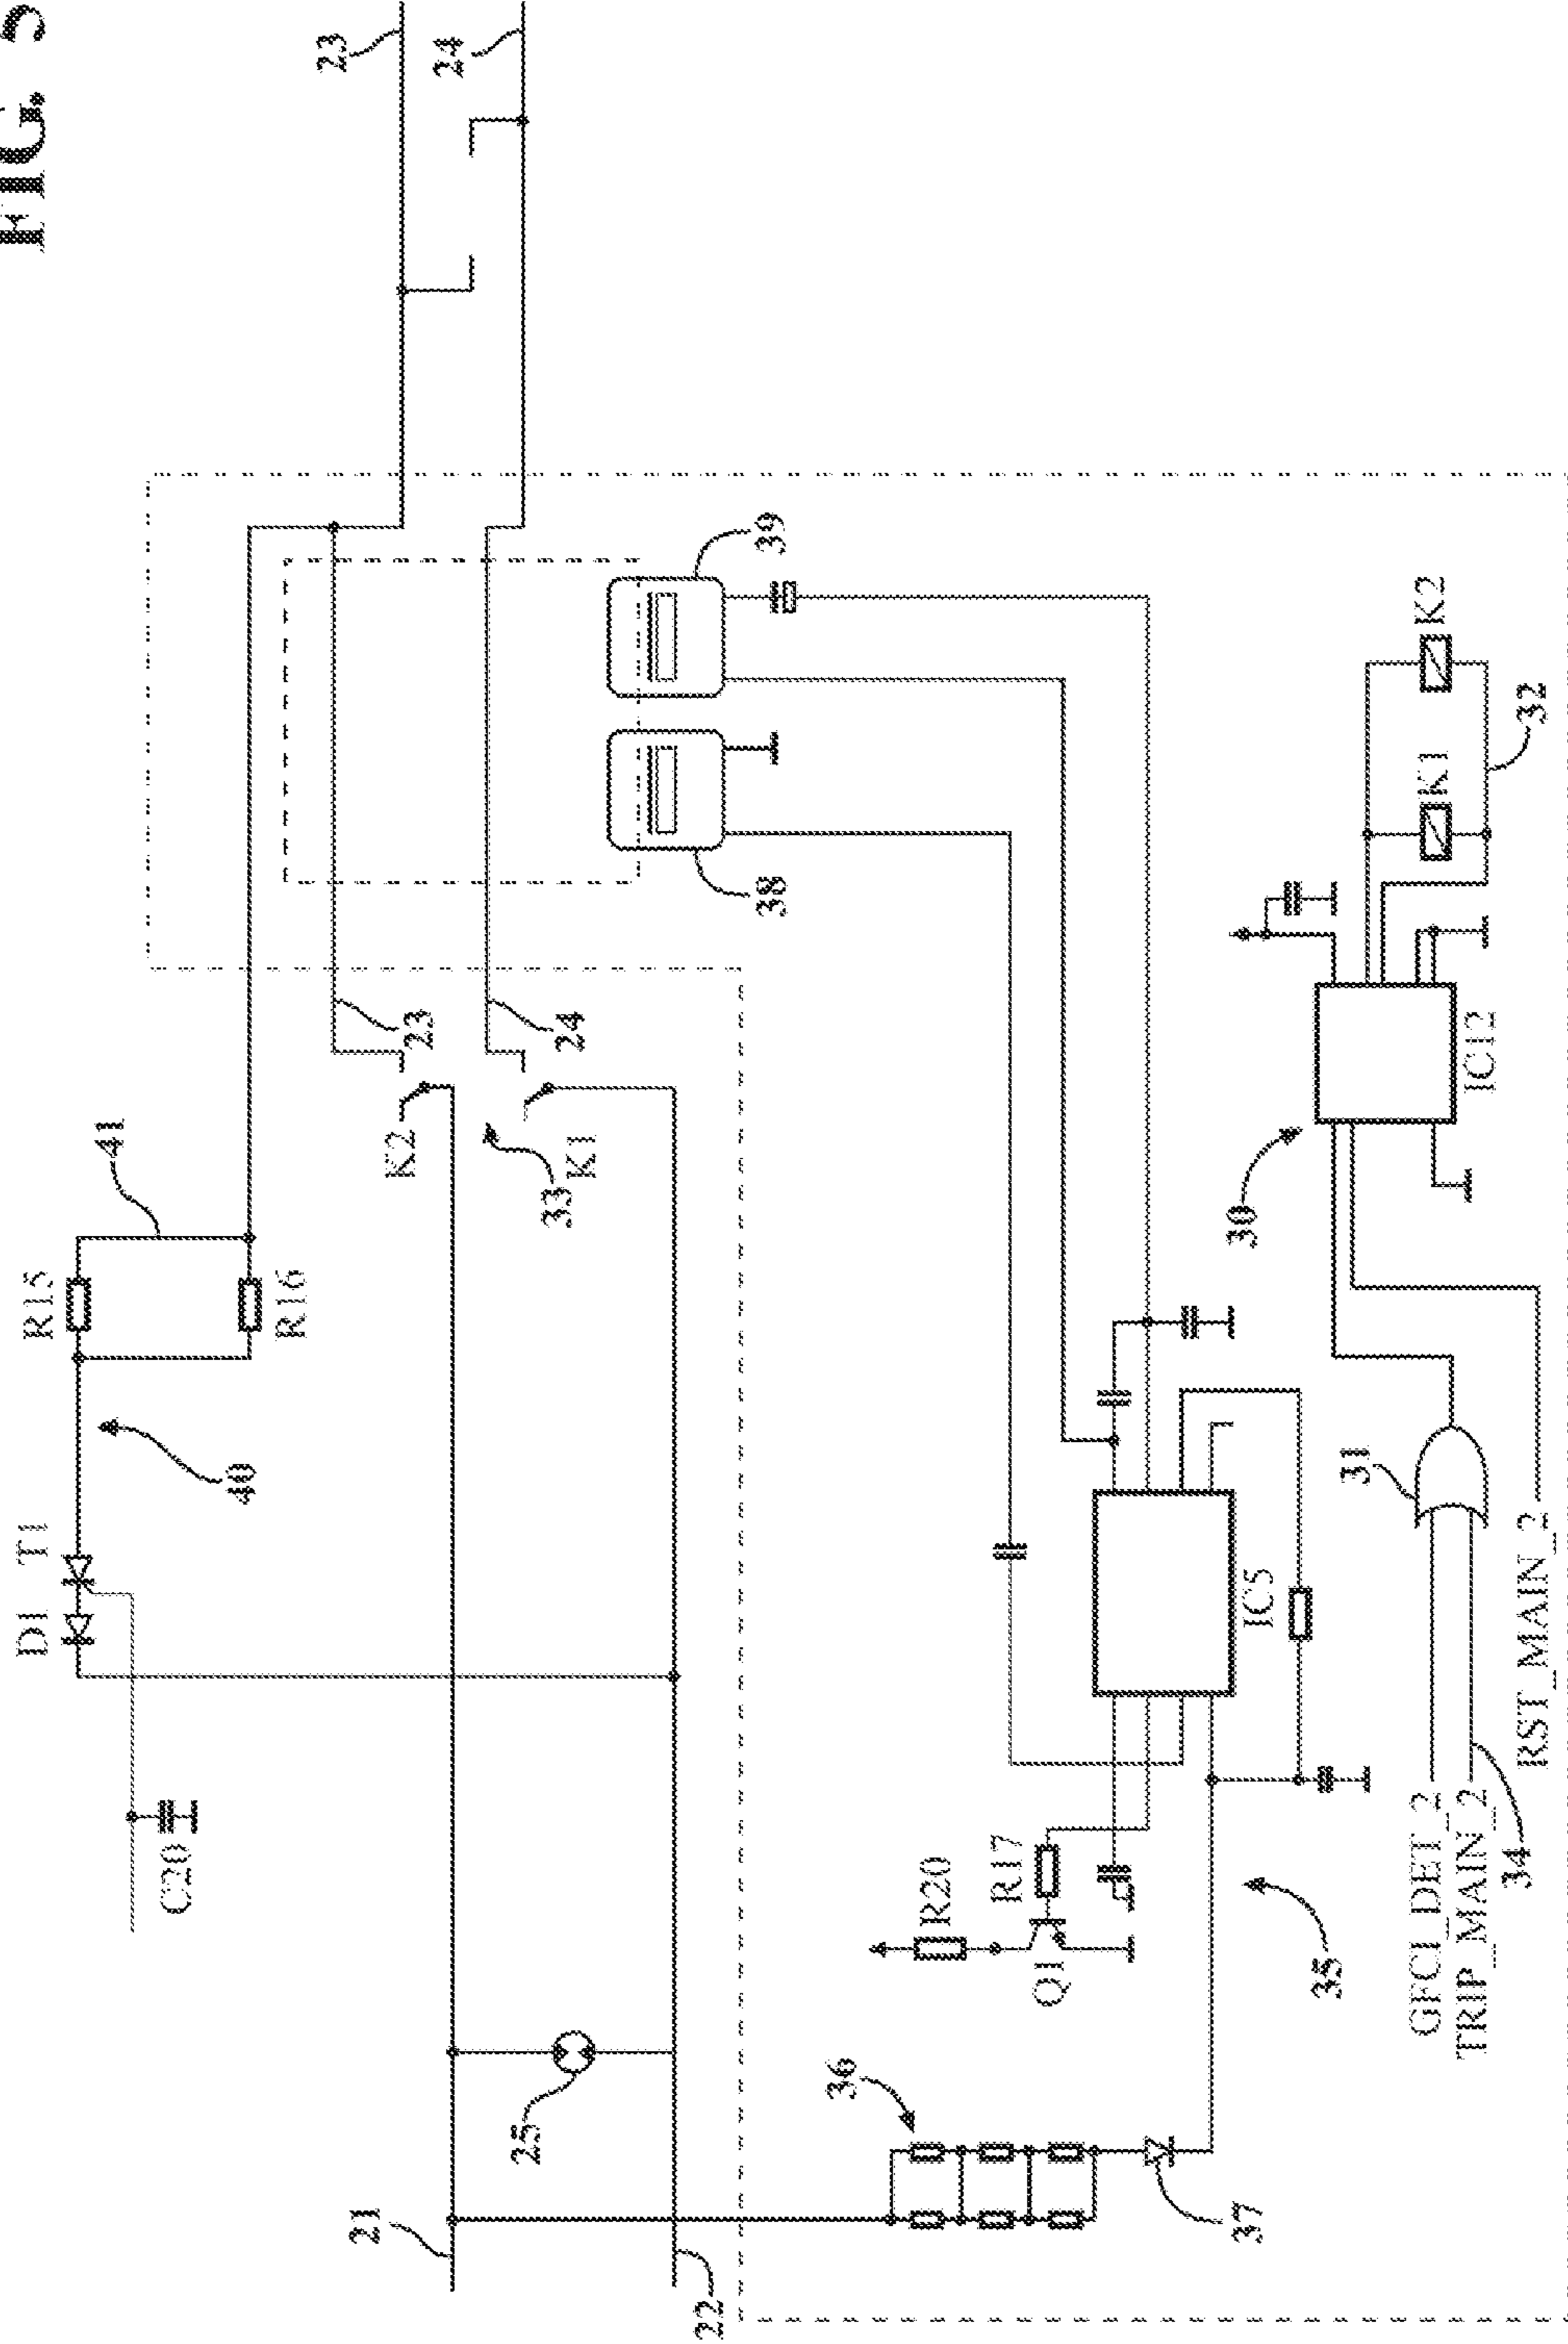 FIG. 5
23
24
R15
R16
41
D1
T1
40
C20
K2
23
33
K1
24
21
25
22
38
39
36
37
R20
R17
Q1
35
IC5
30
IC12
K1
K2
32
31
GFCI_DET_2
TRIP_MAIN_2
34
RST_MAIN_2